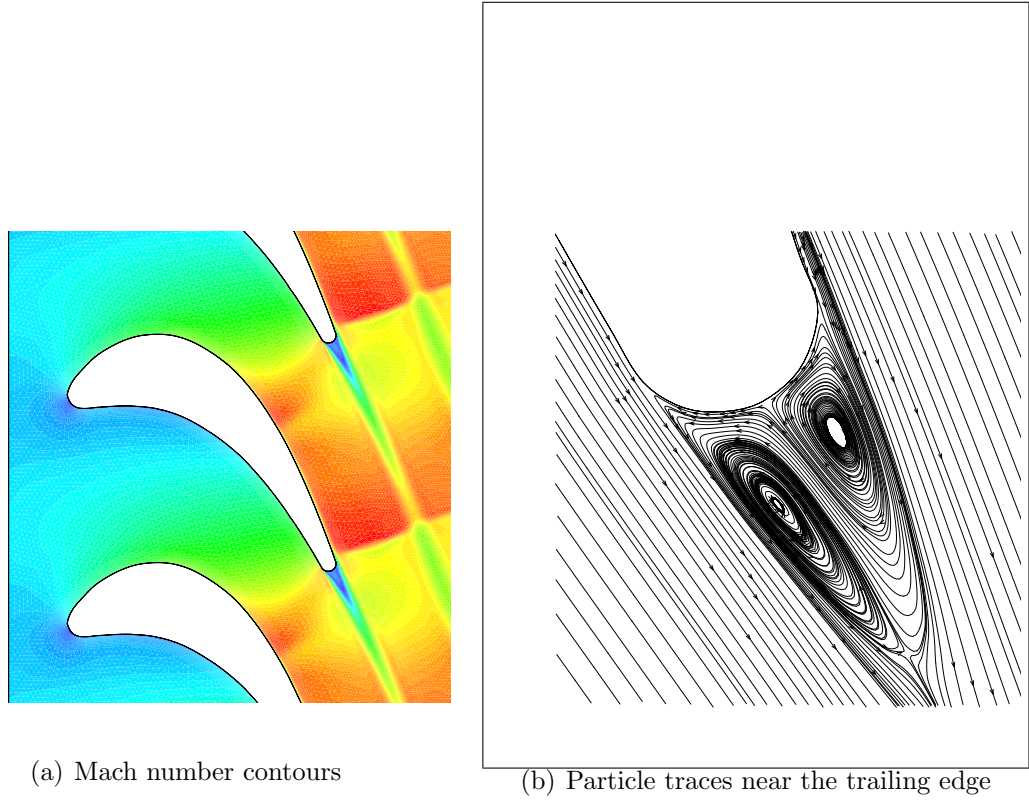 (a) Mach number contours
(b) Particle traces near the trailing edge